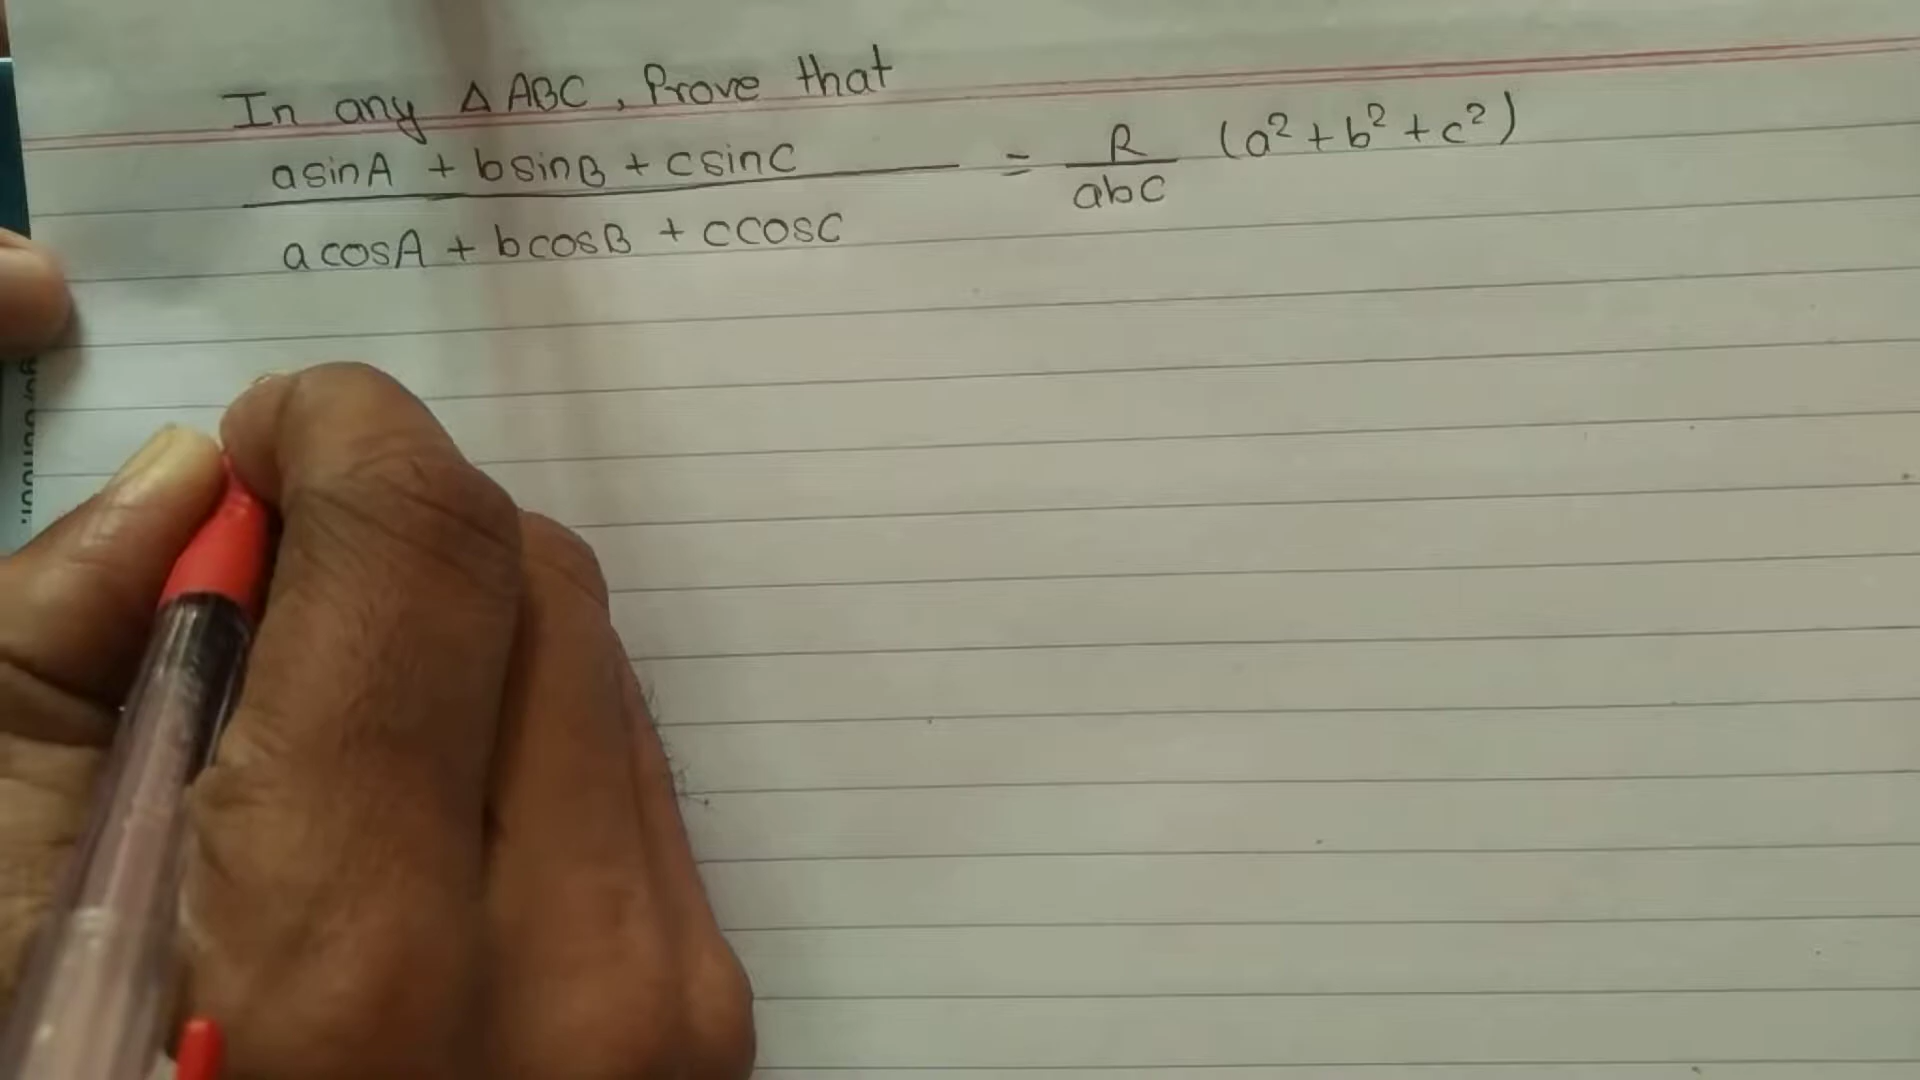 In any △ABC, Prove that
asinA + bsinB + csinC = R (a² + b² + c²)
acosA + bcosB + ccosC abc